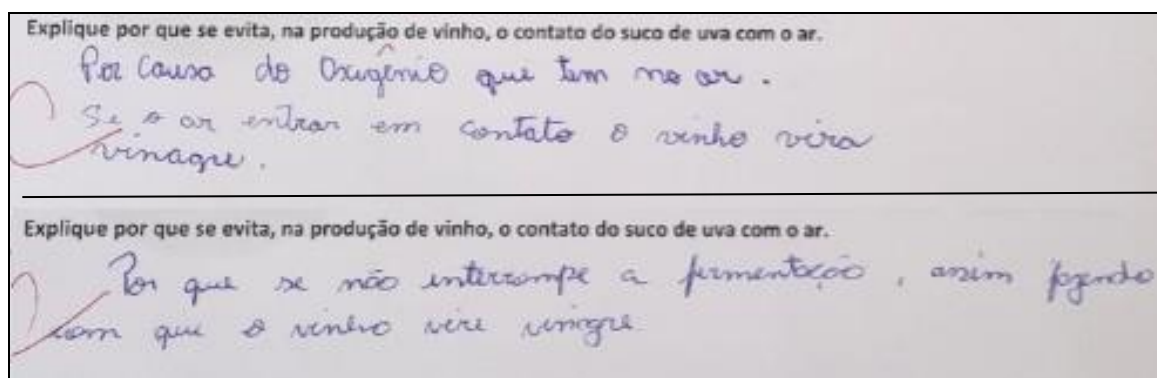 Explique por que se evita, na produção de vinho, o contato do suco de uva com o ar.
Por Causa do Oxigênio que tem no ar.
Se o ar entrar em contato o vinho vira
vinagre.
Explique por que se evita, na produção de vinho, o contato do suco de uva com o ar.
Por que se não interrompe a fermentação, assim fazendo
com que o vinho vire vinagre